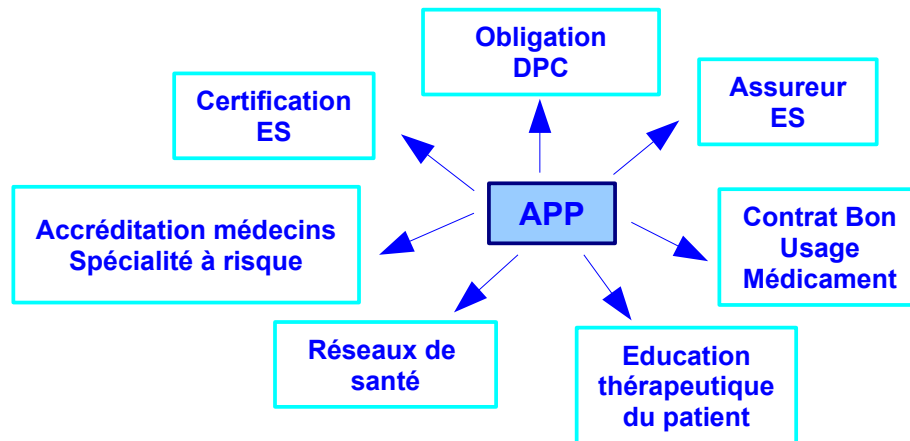 Obligation
DPC
Certification
ES
Assureur
ES
APP
Accréditation médecins
Spécialité à risque
Contrat Bon
Usage
Médicament
Réseaux de
santé
Education
thérapeutique
du patient